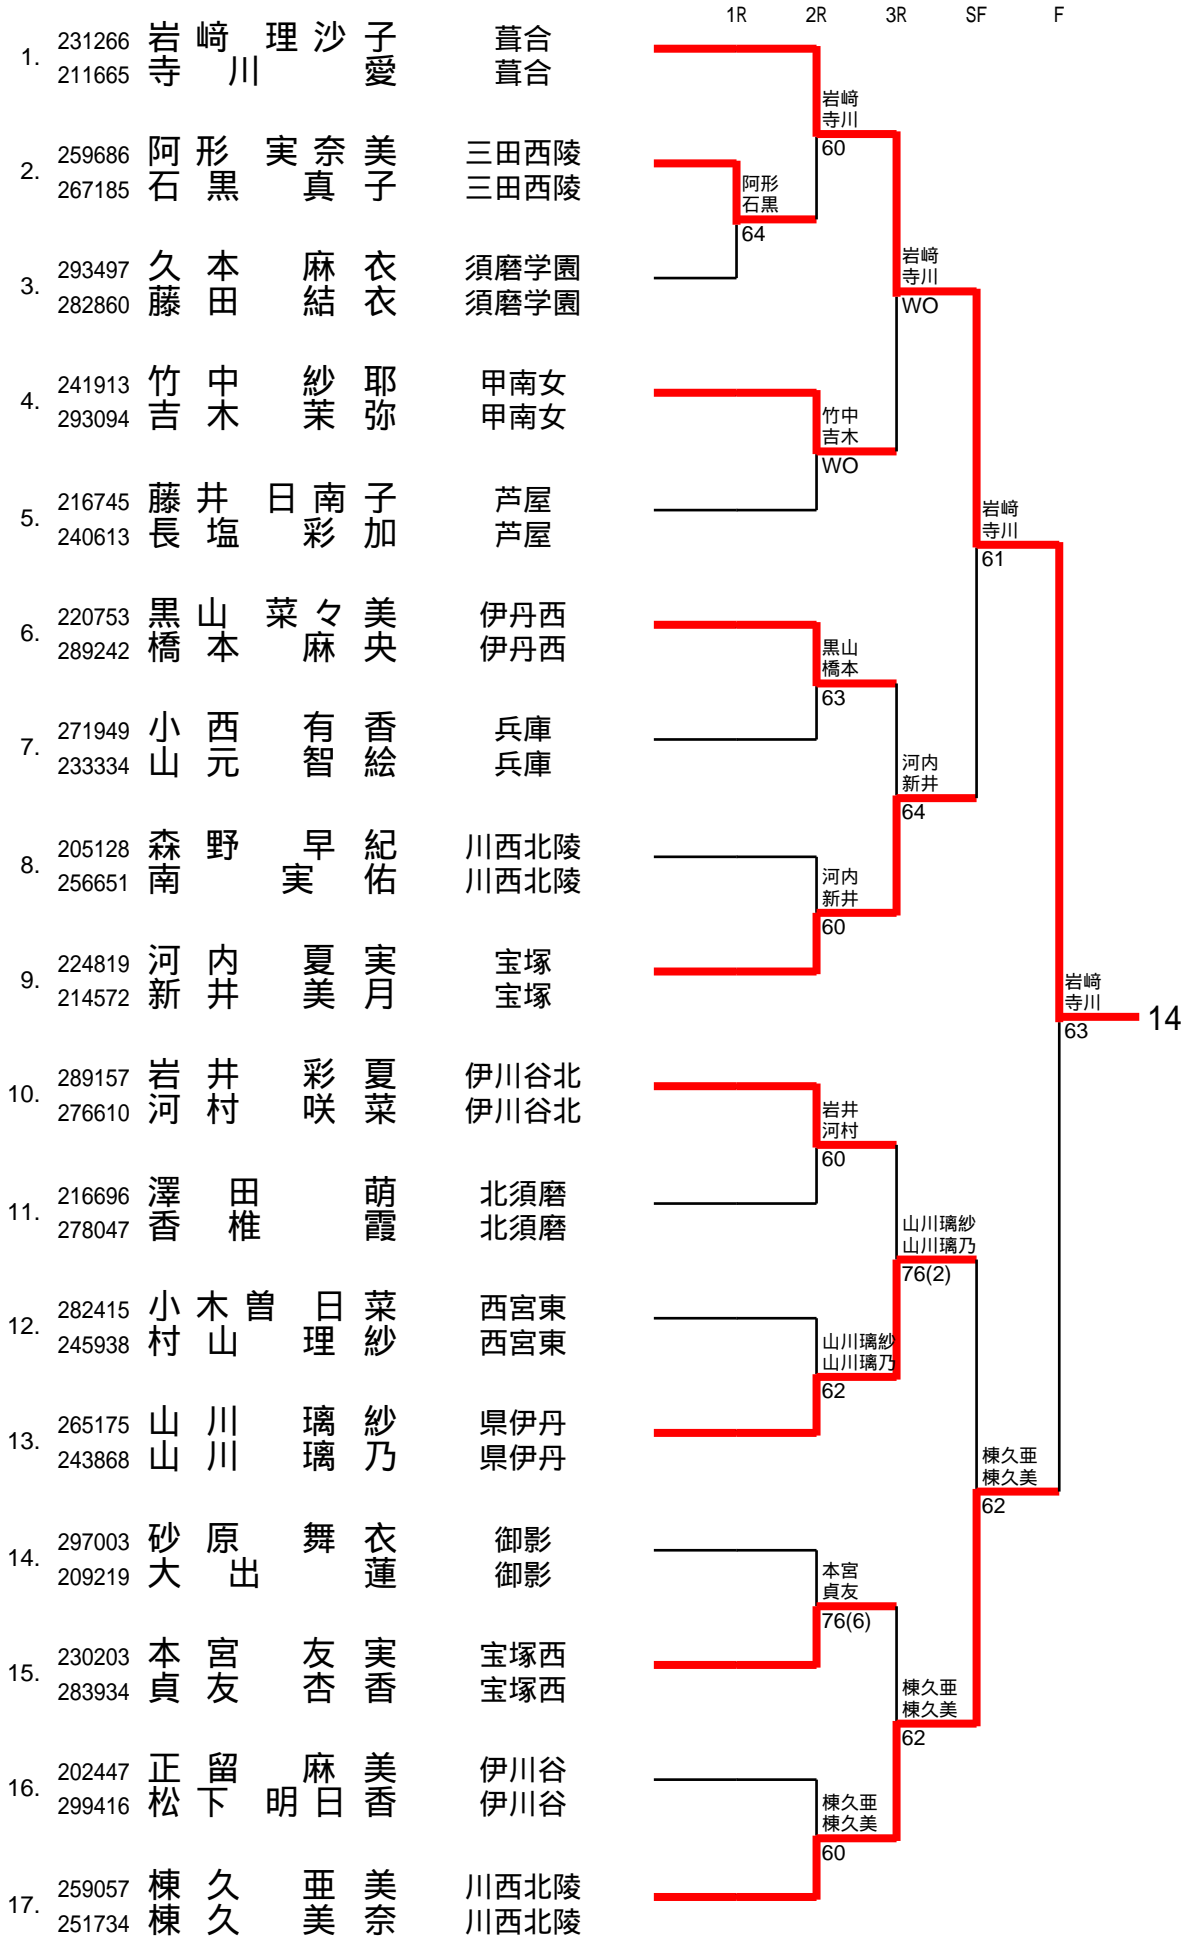 1R 2R 3R SF F
1. 231266 岩﨑 理沙子 葺合
211665 寺川 愛 葺合
2. 259686 阿形 実奈美 三田西陵
267185 石黒 真子 三田西陵
3. 293497 久本 麻衣 須磨学園
282860 藤田 結衣 須磨学園
4. 241913 竹中 紗耶 甲南女
293094 吉木 茉弥 甲南女
5. 216745 藤井 日南子 芦屋
240613 長塩 彩加 芦屋
6. 220753 黒山 菜々美 伊丹西
289242 橋本 麻央 伊丹西
7. 271949 小西 有香 兵庫
233334 山元 智絵 兵庫
8. 205128 森野 早紀 川西北陵
256651 南 実佑 川西北陵
9. 224819 河内 夏実 宝塚
214572 新井 美月 宝塚
10. 289157 岩井 彩夏 伊川谷北
276610 河村 咲菜 伊川谷北
11. 216696 澤田 萌 北須磨
278047 香椎 霞 北須磨
12. 282415 小木曽 日菜 西宮東
245938 村山 理紗 西宮東
13. 265175 山川 璃紗 県伊丹
243868 山川 璃乃 県伊丹
14. 297003 砂原 舞衣 御影
209219 大出 蓮 御影
15. 230203 本宮 友実 宝塚西
283934 貞友 杏香 宝塚西
16. 202447 正留 麻美 伊川谷
299416 松下 明日香 伊川谷
17. 259057 棟久 亜美 川西北陵
251734 棟久 美奈 川西北陵
阿形
石黒
64
岩﨑
寺川
60
竹中
吉木
WO
黒山
橋本
63
河内
新井
60
岩井
河村
60
山川璃紗
山川璃乃
62
本宮
貞友
76(6)
棟久亜
棟久美
60
岩﨑
寺川
WO
河内
新井
64
山川璃紗
山川璃乃
76(2)
棟久亜
棟久美
62
岩﨑
寺川
61
棟久亜
棟久美
62
岩﨑
寺川
63
14